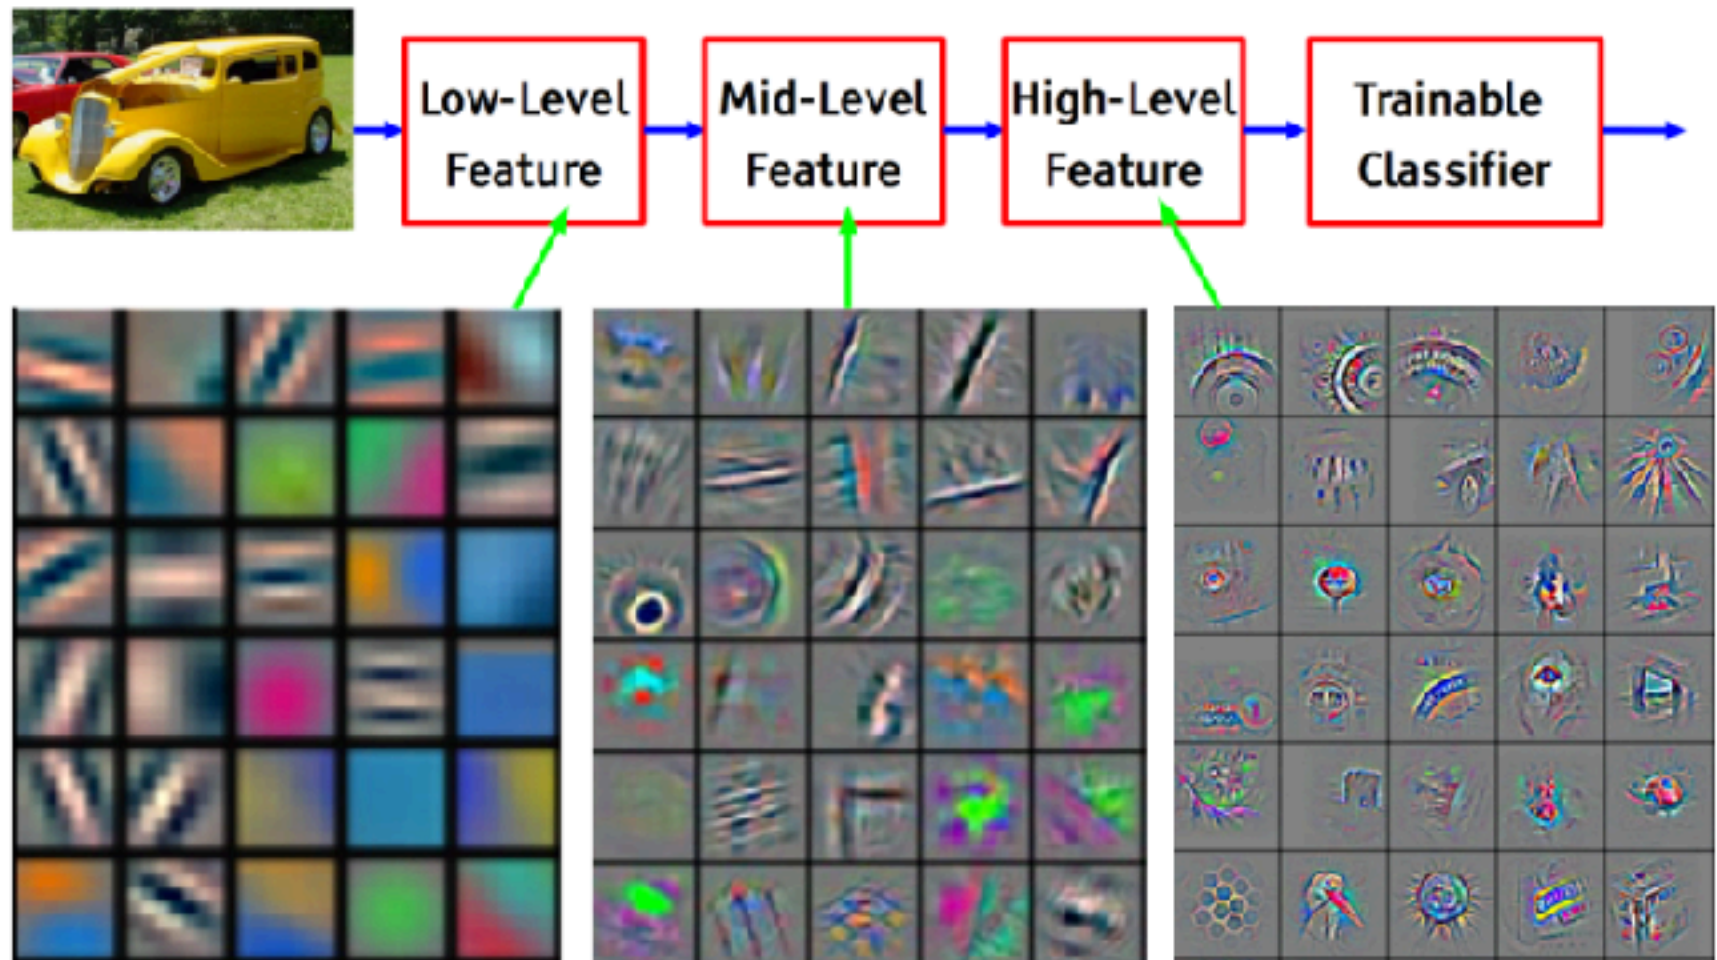 Low-Level
Feature
Mid-Level
Feature
High-Level
Feature
Trainable
Classifier